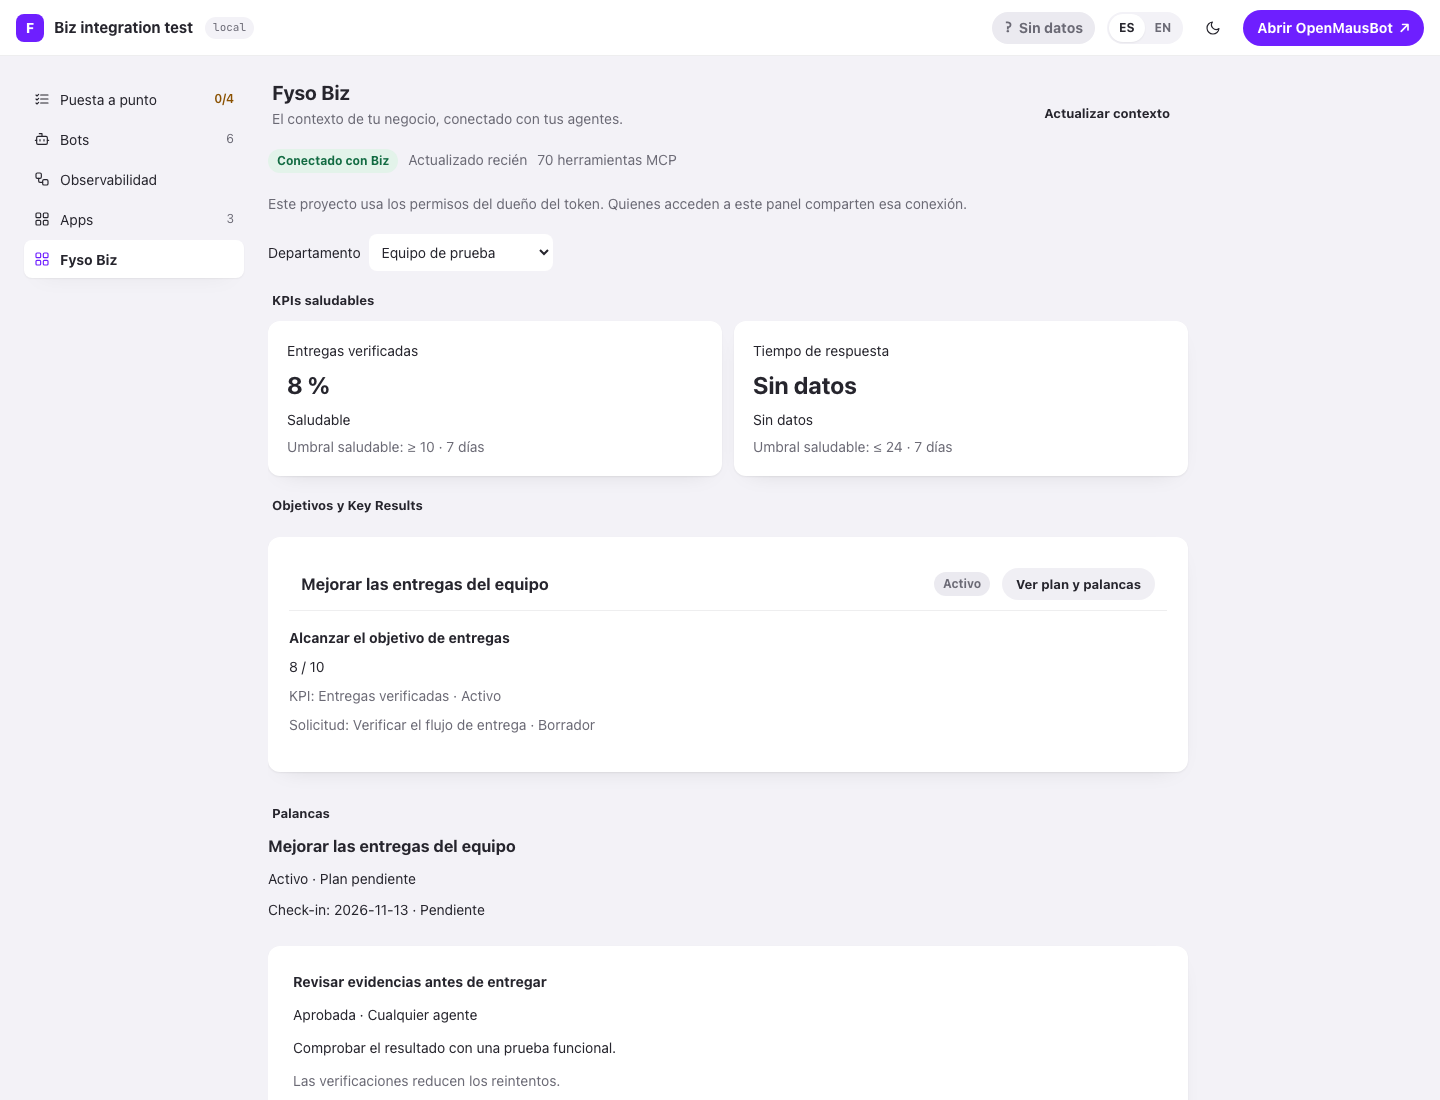 F Biz integration test local
? Sin datos ES EN Abrir OpenMausBot ↗
Puesta a punto 0/4
Bots 6
Observabilidad
Apps 3
Fyso Biz
Fyso Biz
El contexto de tu negocio, conectado con tus agentes.
Actualizar contexto
Conectado con Biz Actualizado recién 70 herramientas MCP
Este proyecto usa los permisos del dueño del token. Quienes acceden a este panel comparten esa conexión.
Departamento Equipo de prueba
KPIs saludables
Entregas verificadas
8 %
Saludable
Umbral saludable: ≥ 10 · 7 días
Tiempo de respuesta
Sin datos
Sin datos
Umbral saludable: ≤ 24 · 7 días
Objetivos y Key Results
Mejorar las entregas del equipo Activo Ver plan y palancas
Alcanzar el objetivo de entregas
8 / 10
KPI: Entregas verificadas · Activo
Solicitud: Verificar el flujo de entrega · Borrador
Palancas
Mejorar las entregas del equipo
Activo · Plan pendiente
Check-in: 2026-11-13 · Pendiente
Revisar evidencias antes de entregar
Aprobada · Cualquier agente
Comprobar el resultado con una prueba funcional.
Las verificaciones reducen los reintentos.